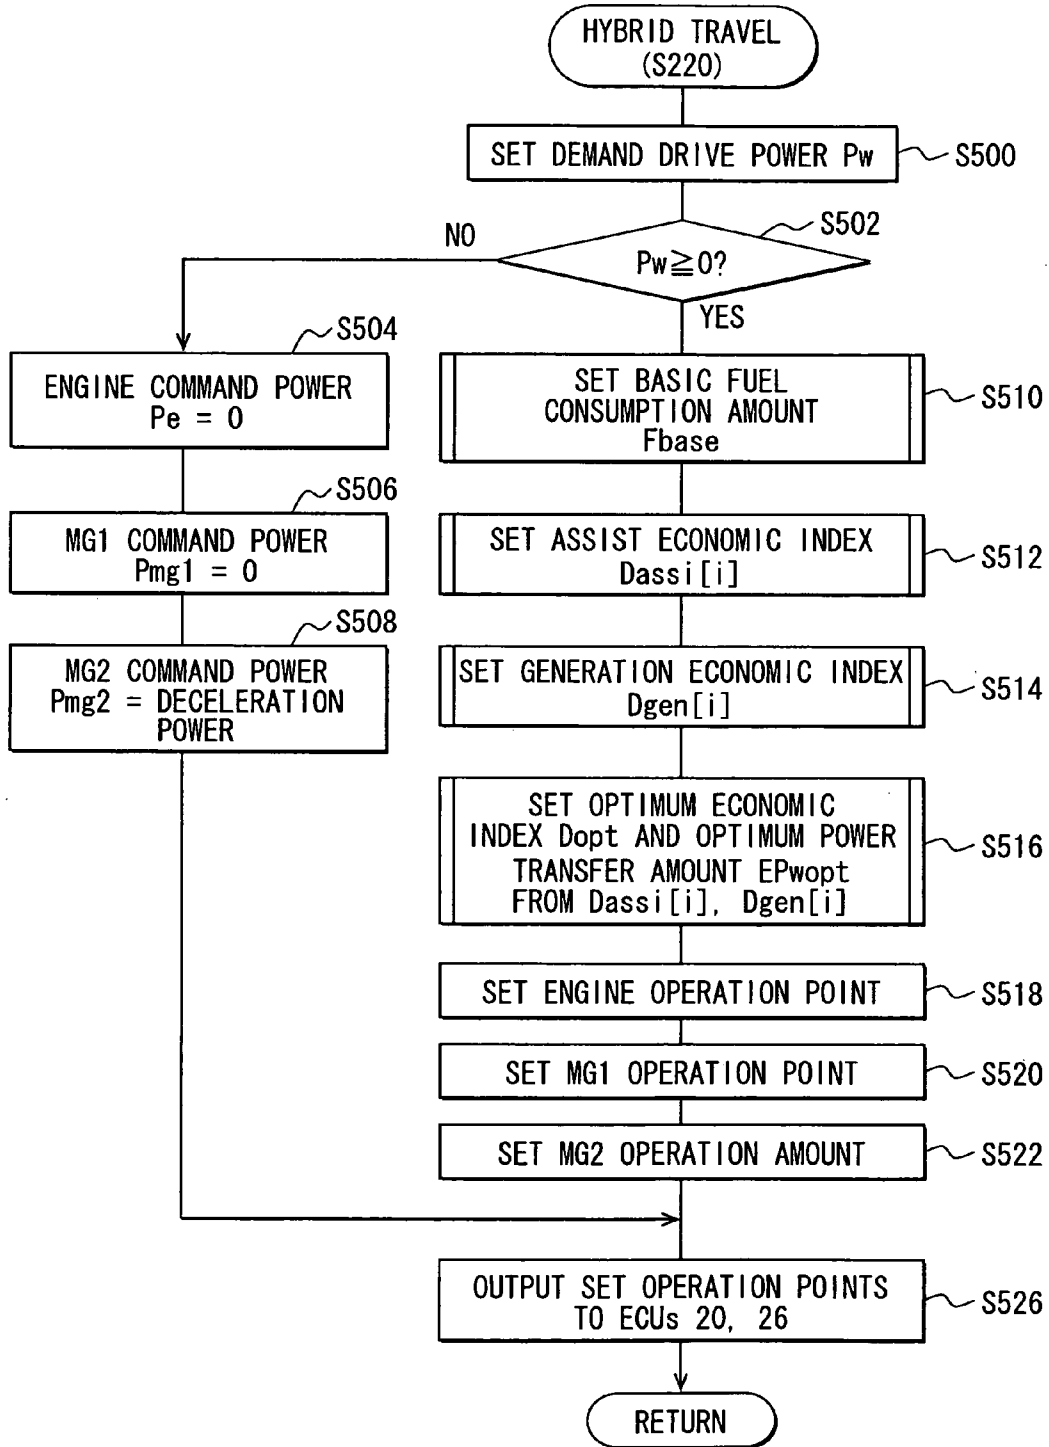 HYBRID TRAVEL
(S220)
SET DEMAND DRIVE POWER Pw
S500
S502
NO
Pw≧0?
YES
S504
ENGINE COMMAND POWER
Pe = 0
S506
MG1 COMMAND POWER
Pmg1 = 0
S508
MG2 COMMAND POWER
Pmg2 = DECELERATION
POWER
SET BASIC FUEL
CONSUMPTION AMOUNT
Fbase
S510
SET ASSIST ECONOMIC INDEX
Dassi[i]
S512
SET GENERATION ECONOMIC INDEX
Dgen[i]
S514
SET OPTIMUM ECONOMIC
INDEX Dopt AND OPTIMUM POWER
TRANSFER AMOUNT EPwopt
FROM Dassi[i], Dgen[i]
S516
SET ENGINE OPERATION POINT
S518
SET MG1 OPERATION POINT
S520
SET MG2 OPERATION AMOUNT
S522
OUTPUT SET OPERATION POINTS
TO ECUs 20, 26
S526
RETURN